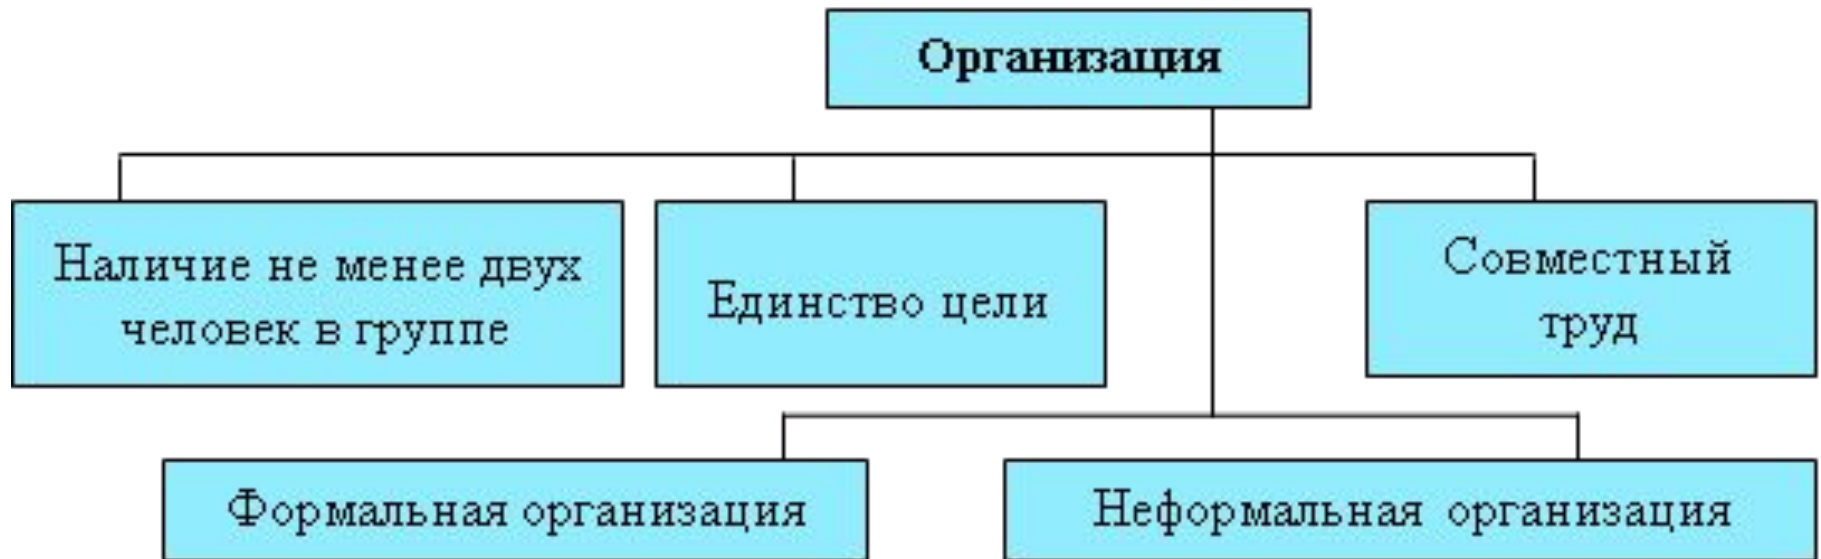 Организация
Наличие не менее двух
человек в группе
Единство цели
Совместный
труд
Формальная организация
Неформальная организация